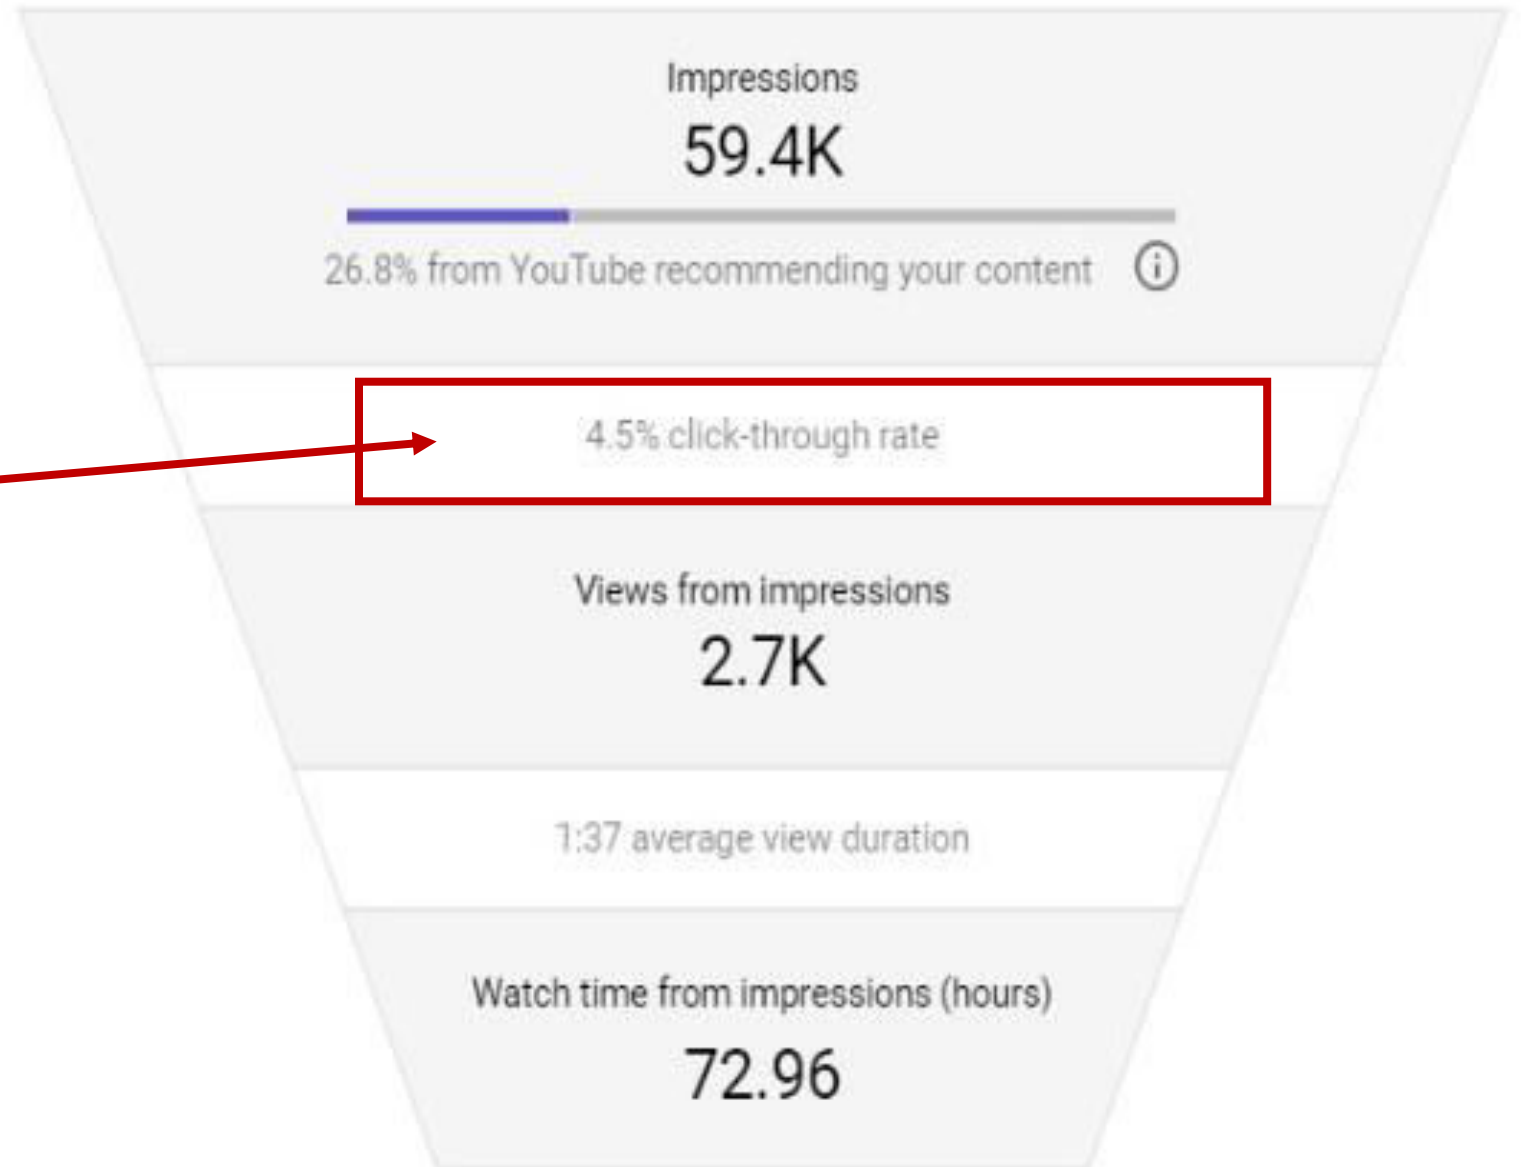 Impressions
59.4K
26.8% from YouTube recommending your content
4.5% click-through rate
Views from impressions
2.7K
1:37 average view duration
Watch time from impressions (hours)
72.96